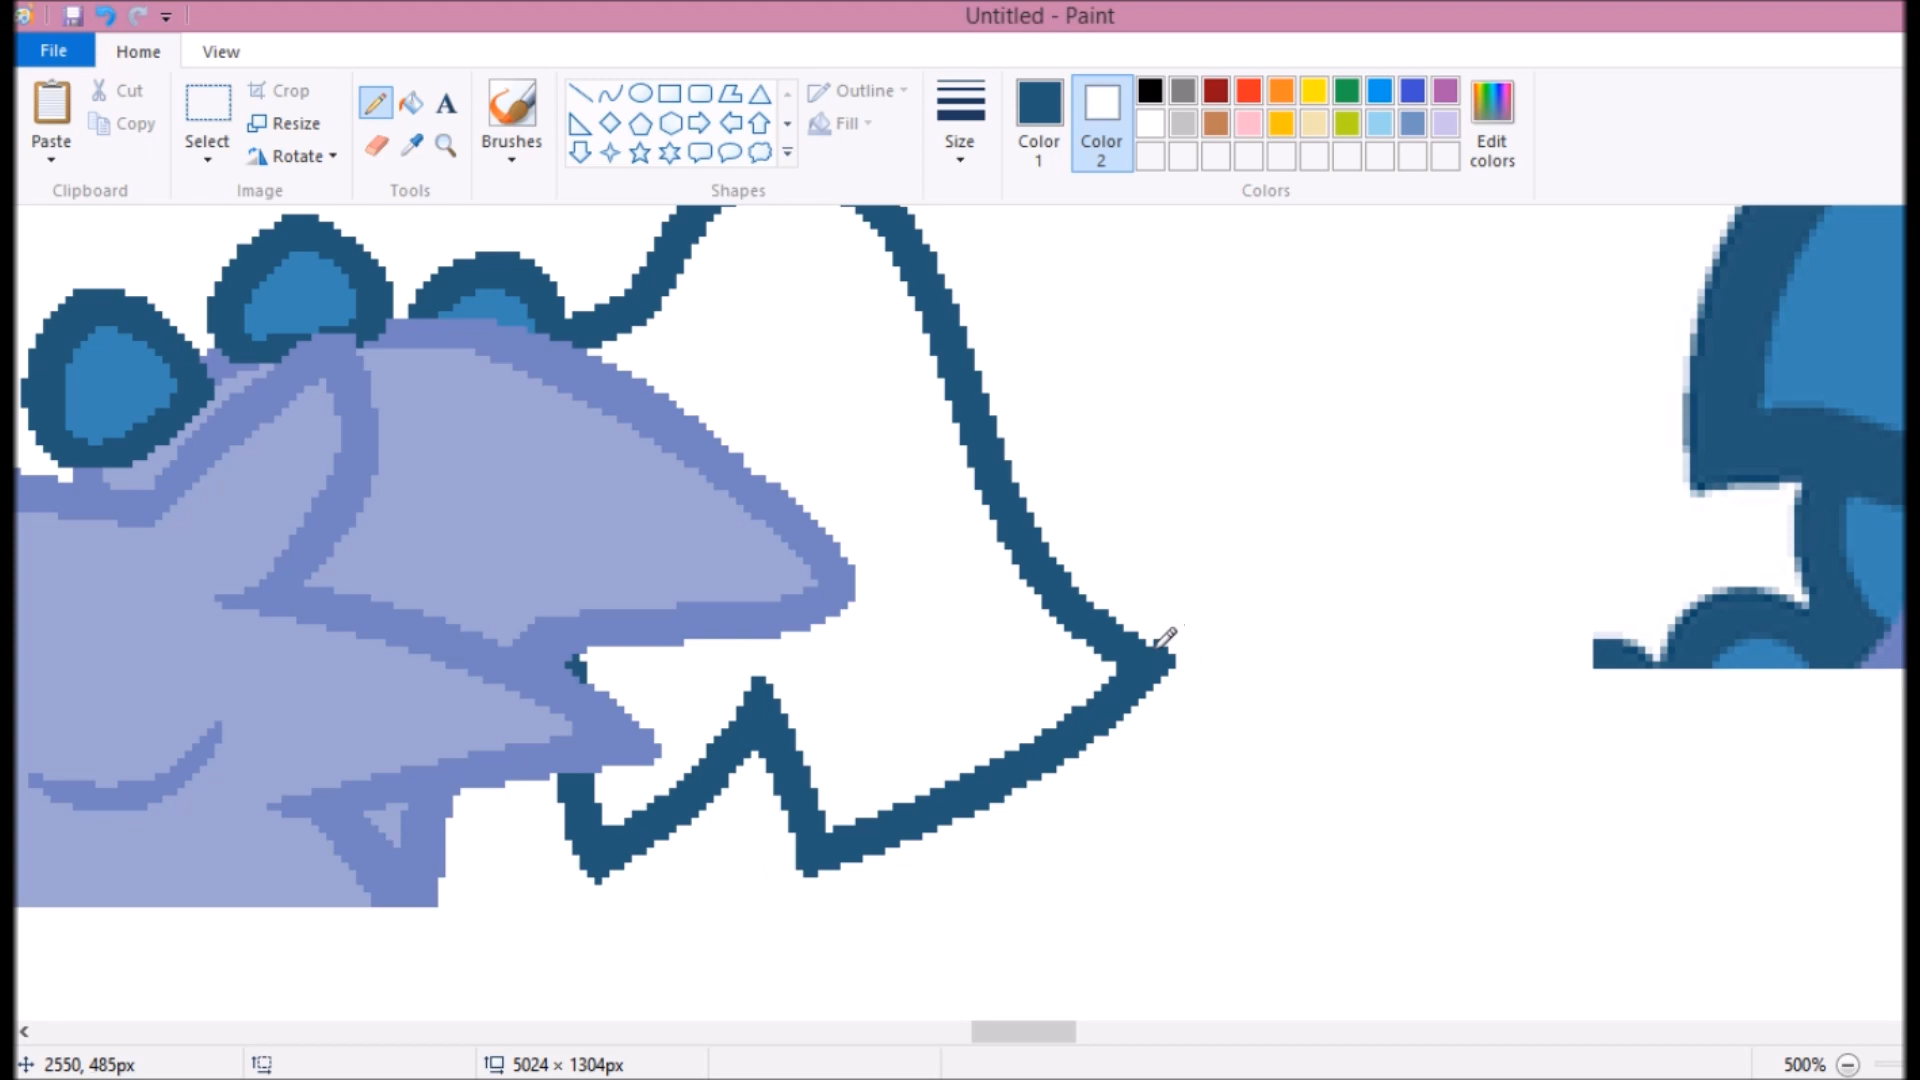 Untitled - Paint
File Home View
Paste
Cut
Copy
Clipboard
Select
Crop
Resize
Rotate
Image
A
Tools
Brushes
Outline
Fill
Shapes
Size
Color 1
Color 2
Edit colors
Colors
2550, 485px
5024 × 1304px
500%